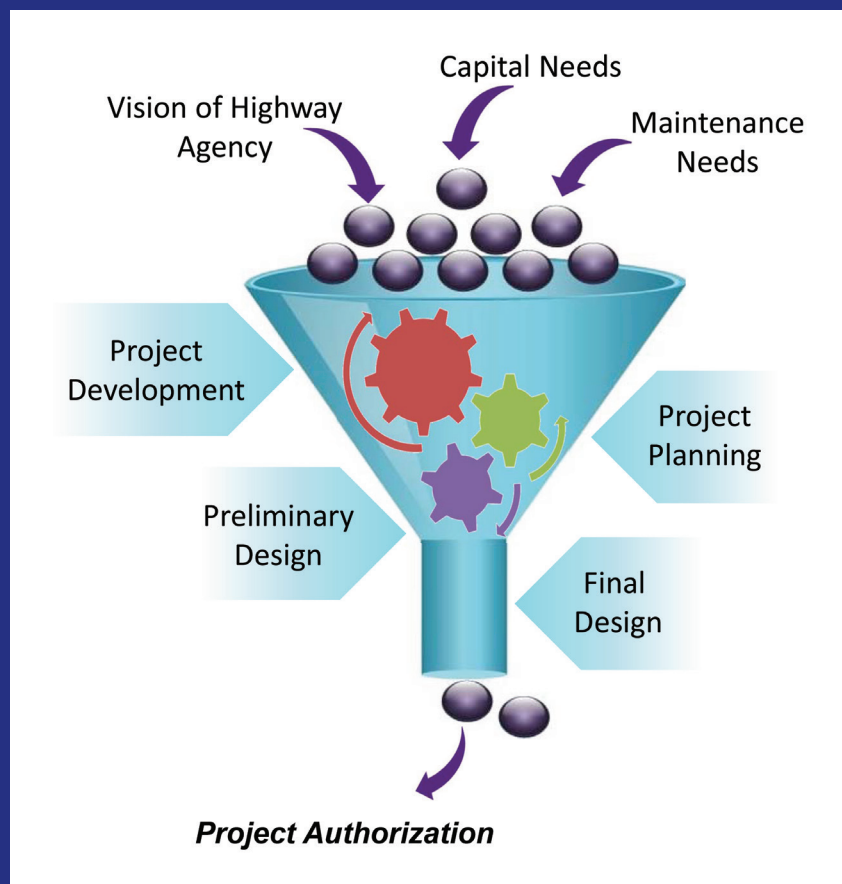 Capital Needs
Vision of Highway
Agency
Maintenance
Needs
Project
Development
Project
Planning
Preliminary
Design
Final
Design
Project Authorization